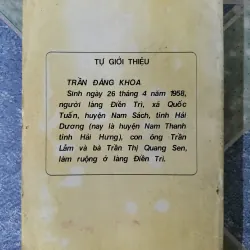 TỰ GIỚI THIỆU
TRẦN ĐĂNG KHOA
Sinh ngày 26 tháng 4 năm 1958,
người làng Điền Trì, xã Quốc
Tuấn, huyện Nam Sách, tỉnh Hải
Dương (nay là huyện Nam Thanh
tỉnh Hải Hưng), con ông Trần
Lắm và bà Trần Thị Quang Sen,
làm ruộng ở làng Điền Trì.